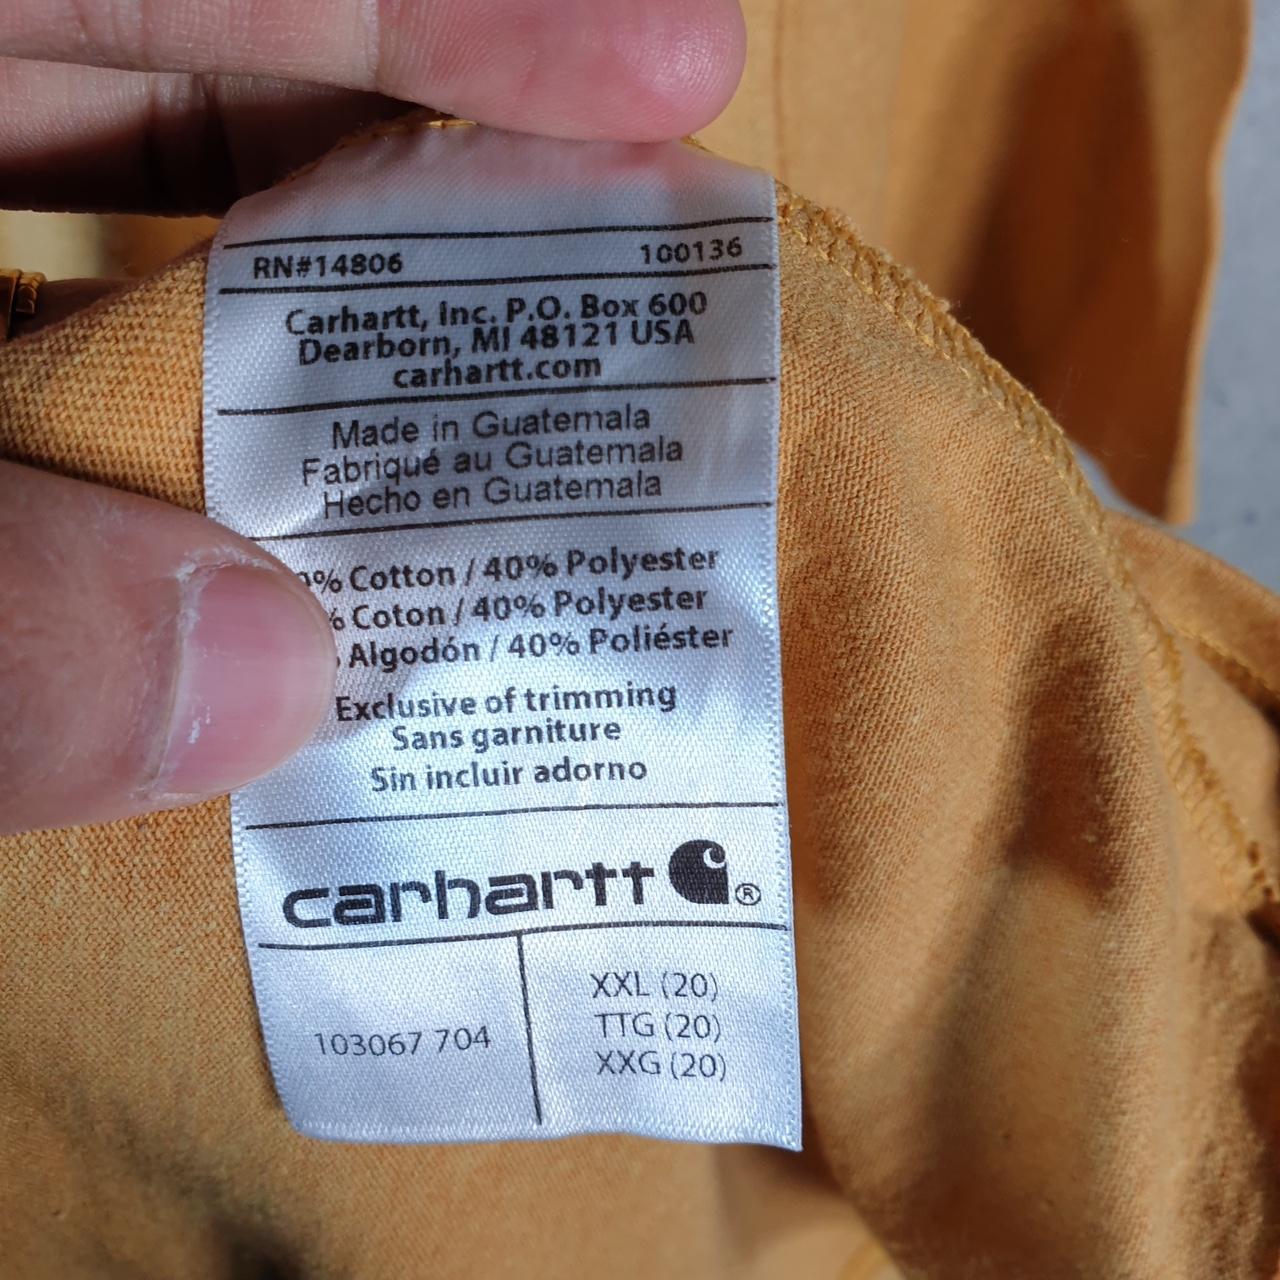 RN#14806 100136
Carhartt, Inc. P.O. Box 600
Dearborn, MI 48121 USA
carhartt.com
Made in Guatemala
Fabriqué au Guatemala
Hecho en Guatemala
% Cotton / 40% Polyester
% Coton / 40% Polyester
Algodón / 40% Poliéster
Exclusive of trimming
Sans garniture
Sin incluir adorno
carhartt ®
103067 704
XXL (20)
TTG (20)
XXG (20)